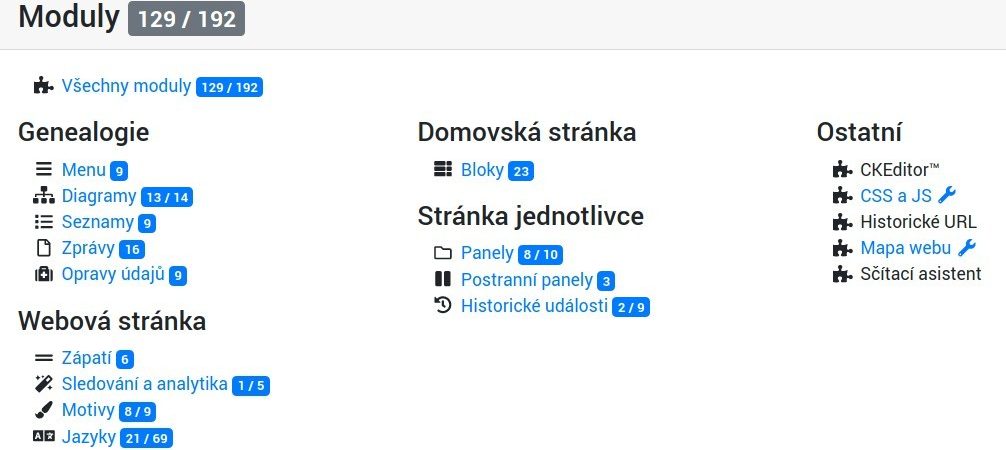 Moduly 129 / 192
Všechny moduly 129 / 192
Genealogie
Menu 9
Diagramy 13 / 14
Seznamy 9
Zprávy 16
Opravy údajů 9
Webová stránka
Zápatí 6
Sledování a analytika 1 / 5
Motivy 8 / 9
Jazyky 21 / 69
Domovská stránka
Bloky 23
Stránka jednotlivce
Panely 8 / 10
Postranní panely 3
Historické události 2 / 9
Ostatní
CKEditor™
CSS a JS
Historické URL
Mapa webu
Sčítací asistent